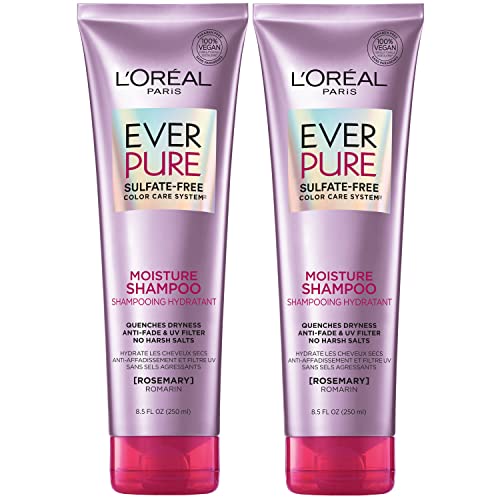 100%
VEGAN
L'ORÉAL
PARIS
EVER
PURE
SULFATE-FREE
COLOR CARE SYSTEM
MOISTURE
SHAMPOO
SHAMPOOING HYDRATANT
QUENCHES DRYNESS
ANTI-FADE & UV FILTER
NO HARSH SALTS
HYDRATE LES CHEVEUX SECS
ANTI-AFFADISSEMENT ET FILTRE UV
SANS SELS AGRESSANTS
[ROSEMARY]
ROMARIN
8.5 FL OZ (250 ml)
100%
VEGAN
L'ORÉAL
PARIS
EVER
PURE
SULFATE-FREE
COLOR CARE SYSTEM
MOISTURE
SHAMPOO
SHAMPOOING HYDRATANT
QUENCHES DRYNESS
ANTI-FADE & UV FILTER
NO HARSH SALTS
HYDRATE LES CHEVEUX SECS
ANTI-AFFADISSEMENT ET FILTRE UV
SANS SELS AGRESSANTS
[ROSEMARY]
ROMARIN
8.5 FL OZ (250 ml)